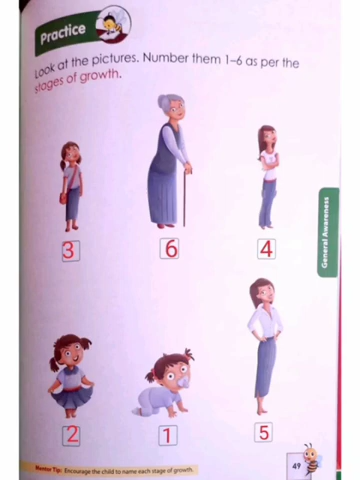 Practice
Look at the pictures. Number them 1–6 as per the
stages of growth.
3 6 4
General Awareness
2 1 5
Mentor Tip: Encourage the child to name each stage of growth.
49